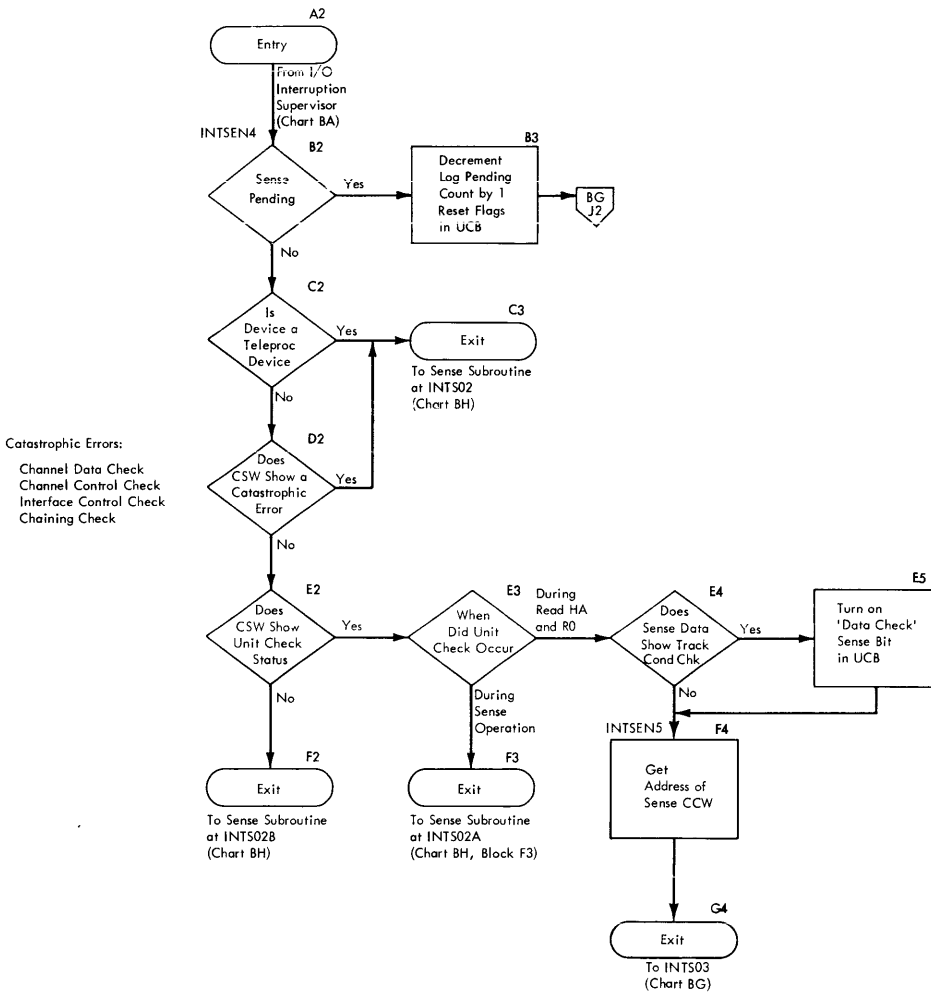 A2
Entry
From I/O
Interruption
Supervisor
(Chart BA)
INTSEN4
B2
Sense
Pending
Yes
No
B3
Decrement
Log Pending
Count by 1
Reset Flags
in UCB
BG
J2
C2
Is
Device a
Teleproc
Device
Yes
No
C3
Exit
To Sense Subroutine
at INTS02
(Chart BH)
Catastrophic Errors:
Channel Data Check
Channel Control Check
Interface Control Check
Chaining Check
D2
Does
CSW Show a
Catastrophic
Error
Yes
No
E2
Does
CSW Show
Unit Check
Status
Yes
No
E3
When
Did Unit
Check Occur
During
Read HA
and R0
During
Sense
Operation
E4
Does
Sense Data
Show Track
Cond Chk
Yes
No
E5
Turn on
'Data Check'
Sense Bit
in UCB
F2
Exit
To Sense Subroutine
at INTS02B
(Chart BH)
F3
Exit
To Sense Subroutine
at INTS02A
(Chart BH, Block F3)
INTSEN5
F4
Get
Address of
Sense CCW
G4
Exit
To INTS03
(Chart BG)